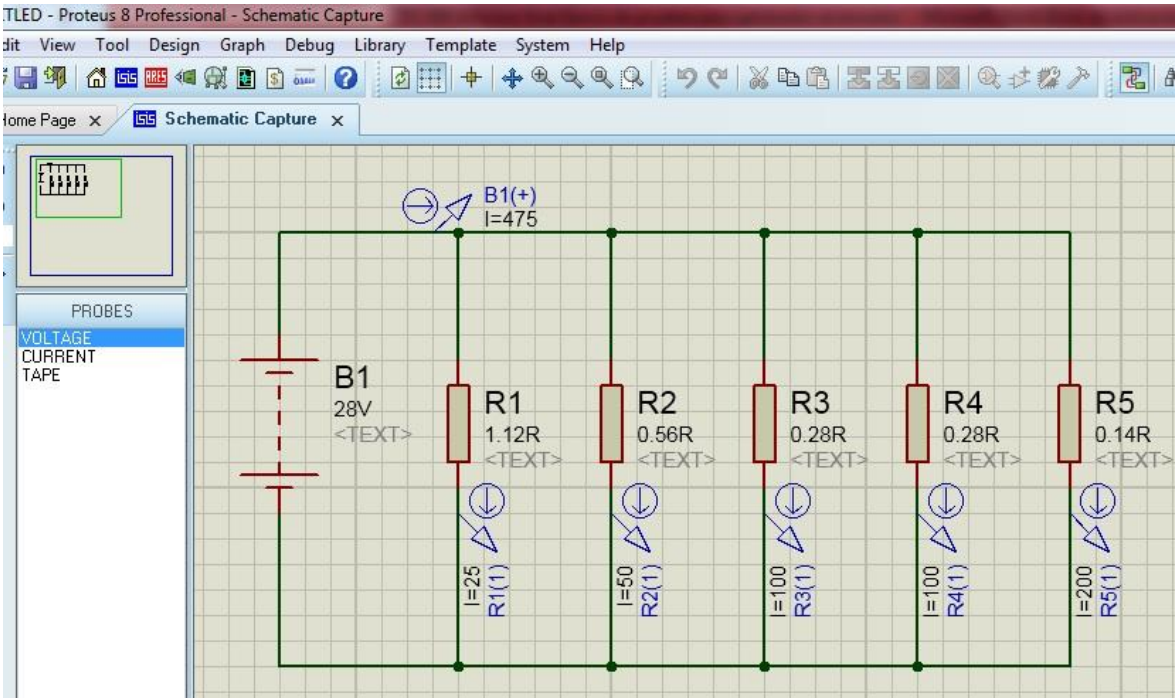 TLED - Proteus 8 Professional - Schematic Capture
dit View Tool Design Graph Debug Library Template System Help
isis ARES $ ?
Home Page x isis Schematic Capture x
PROBES
VOLTAGE
CURRENT
TAPE
B1(+)
I=475
B1
28V
<TEXT>
R1
1.12R
<TEXT>
R2
0.56R
<TEXT>
R3
0.28R
<TEXT>
R4
0.28R
<TEXT>
R5
0.14R
<TEXT>
I=25
R1(1)
I=50
R2(1)
I=100
R3(1)
I=100
R4(1)
I=200
R5(1)